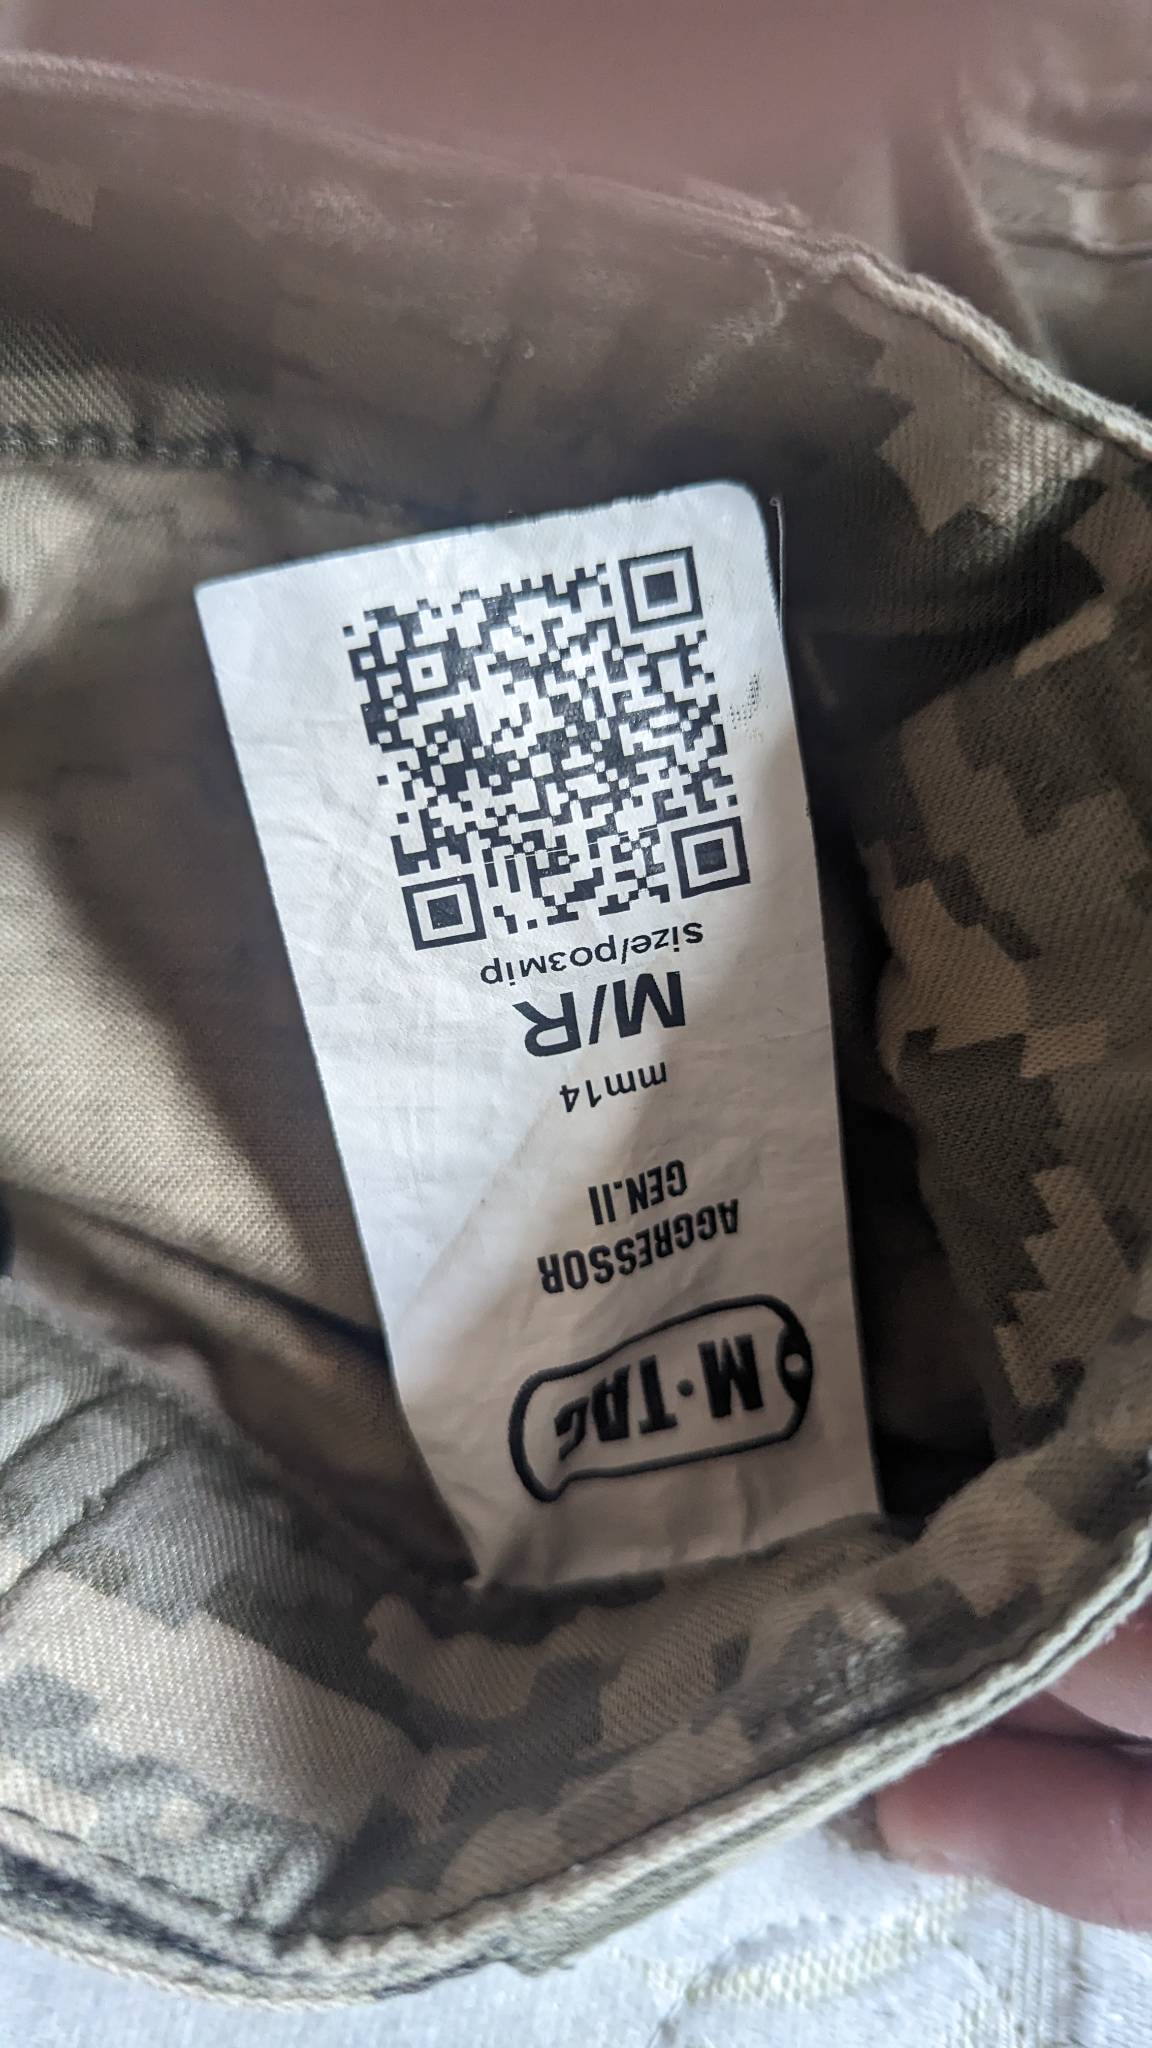 M·TAC
AGGRESSOR
GEN.II
mm14
M/R
size/розмір